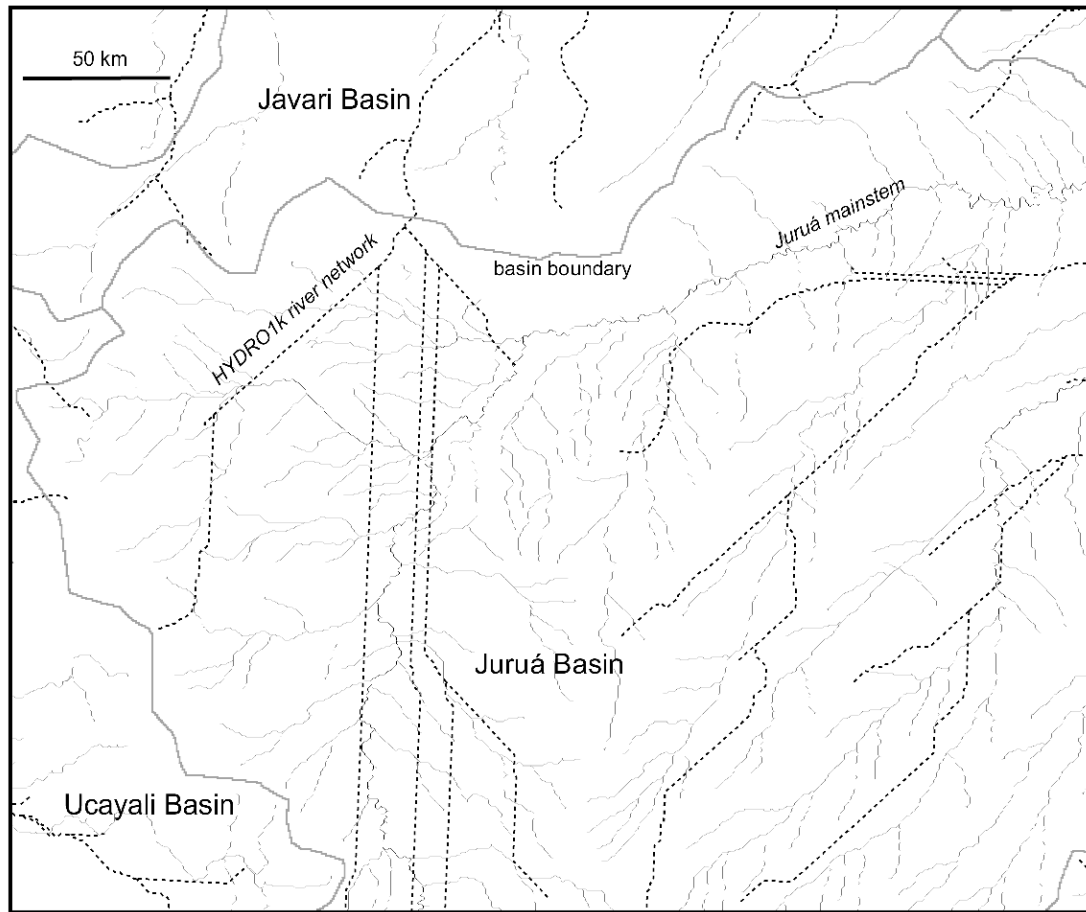 50 km
Javari Basin
Juruá mainstem
HYDRO1k river network
basin boundary
Juruá Basin
Ucayali Basin